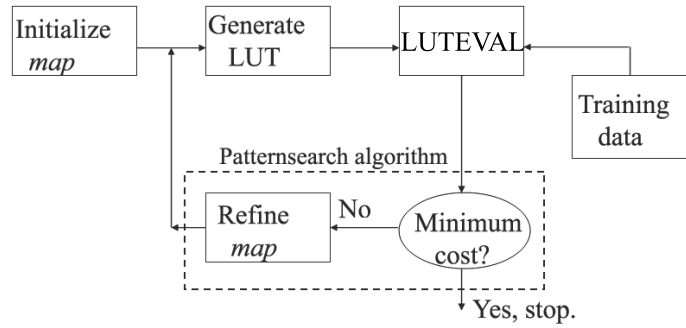 Initialize
map
Generate
LUT
LUTEVAL
Training
data
Patternsearch algorithm
Refine
map
No
Minimum
cost?
Yes, stop.